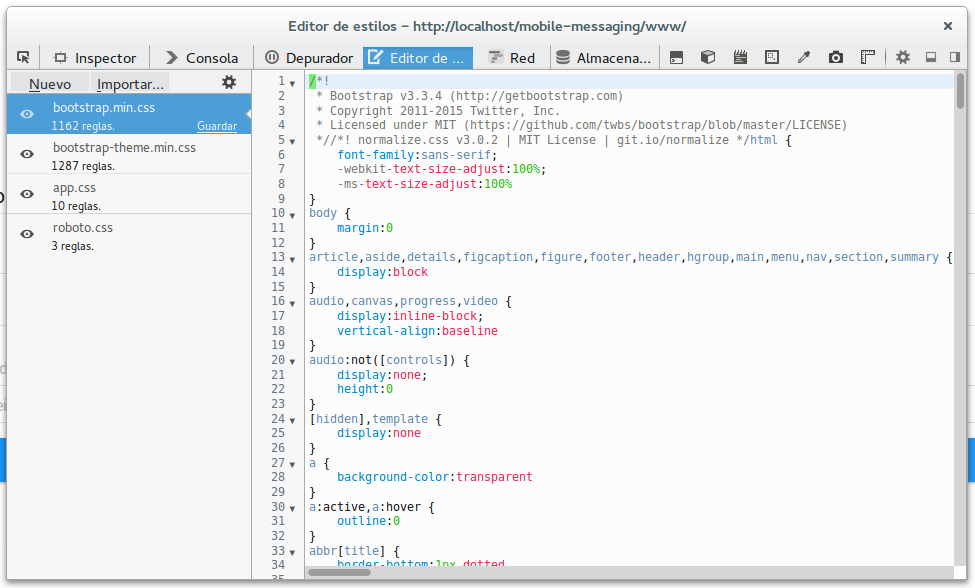 Editor de estilos – http://localhost/mobile-messaging/www/
Inspector Consola Depurador Editor de ... Red Almacena...
Nuevo Importar...
bootstrap.min.css
1162 reglas. Guardar
bootstrap-theme.min.css
1287 reglas.
app.css
10 reglas.
roboto.css
3 reglas.
1 /*!
2 * Bootstrap v3.3.4 (http://getbootstrap.com)
3 * Copyright 2011-2015 Twitter, Inc.
4 * Licensed under MIT (https://github.com/twbs/bootstrap/blob/master/LICENSE)
5 *//*! normalize.css v3.0.2 | MIT License | git.io/normalize */html {
6 font-family:sans-serif;
7 -webkit-text-size-adjust:100%;
8 -ms-text-size-adjust:100%
9 }
10 body {
11 margin:0
12 }
13 article,aside,details,figcaption,figure,footer,header,hgroup,main,menu,nav,section,summary {
14 display:block
15 }
16 audio,canvas,progress,video {
17 display:inline-block;
18 vertical-align:baseline
19 }
20 audio:not([controls]) {
21 display:none;
22 height:0
23 }
24 [hidden],template {
25 display:none
26 }
27 a {
28 background-color:transparent
29 }
30 a:active,a:hover {
31 outline:0
32 }
33 abbr[title] {
34 border-bottom:1px dotted
35